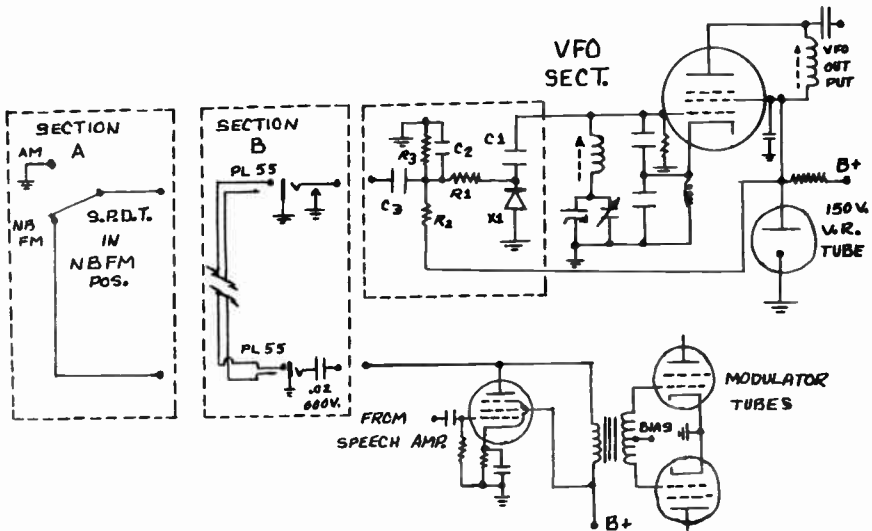 VFO
SECT.
VFO
OUT
PUT
SECTION
A
AM
NB
FM
S.P.D.T.
IN
NBFM
POS.
SECTION
B
PL 55
PL 55
.02
600V.
R3
C2
C1
C3
R1
R2
X1
B+
150 V.
V.R.
TUBE
FROM
SPEECH AMP.
BIAS
MODULATOR
TUBES
B+